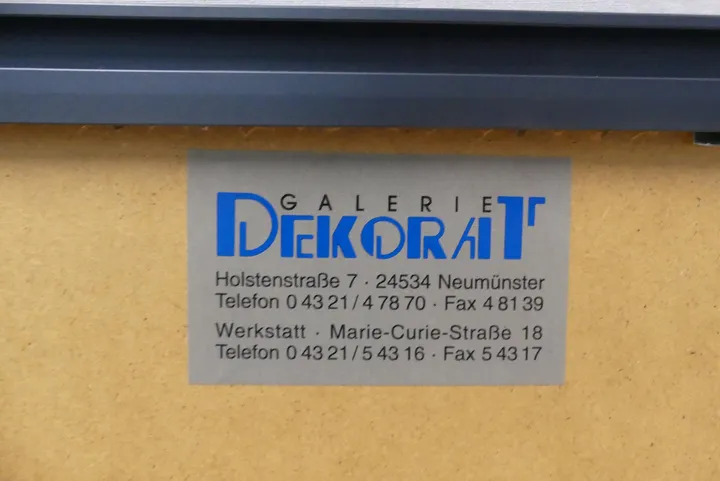 GALERIE
DEKORAT
Holstenstraße 7 · 24534 Neumünster
Telefon 0 43 21 / 4 78 70 · Fax 4 81 39
Werkstatt · Marie-Curie-Straße 18
Telefon 0 43 21 / 5 43 16 · Fax 5 43 17